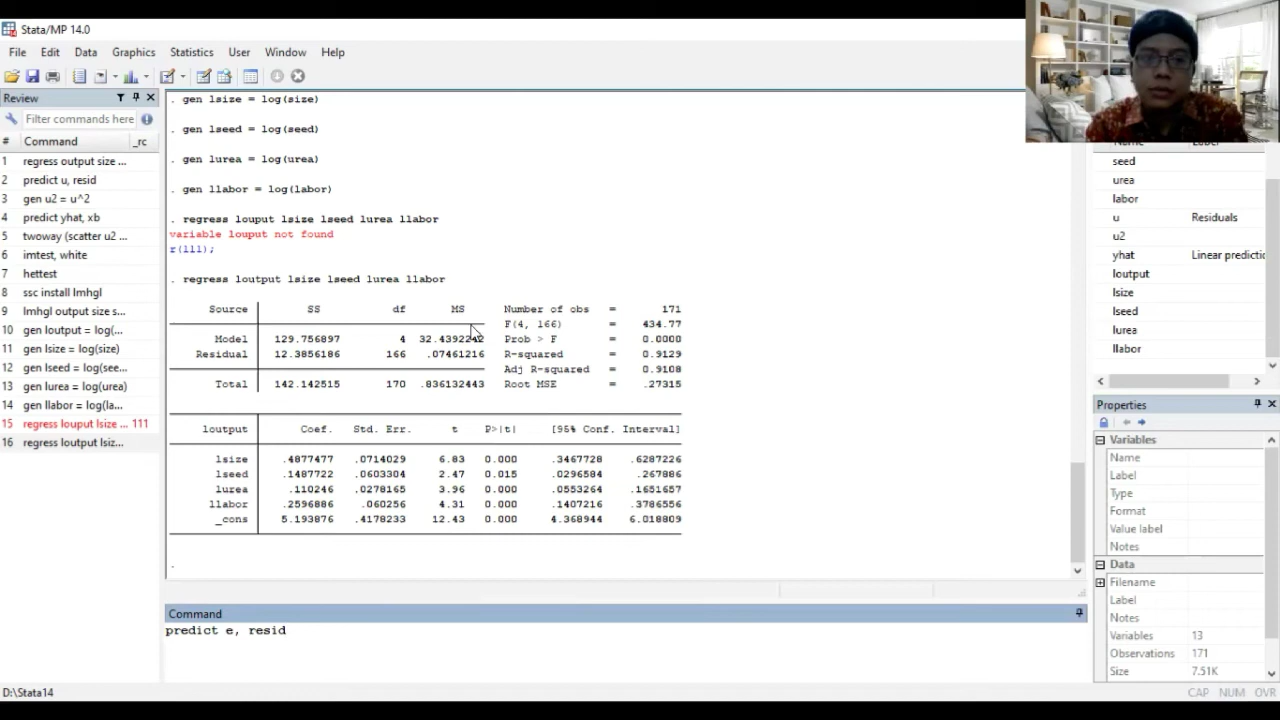 Stata/MP 14.0
File Edit Data Graphics Statistics User Window Help
Review
Filter commands here
# Command _rc
1 regress output size ...
2 predict u, resid
3 gen u2 = u^2
4 predict yhat, xb
5 twoway (scatter u2 ...
6 imtest, white
7 hettest
8 ssc install lmhgl
9 lmhgl output size s...
10 gen loutput = log(...
11 gen lsize = log(size)
12 gen lseed = log(see...
13 gen lurea = log(urea)
14 gen llabor = log(la...
15 regress louput lsize ... 111
16 regress loutput lsiz...
. gen lsize = log(size)
. gen lseed = log(seed)
. gen lurea = log(urea)
. gen llabor = log(labor)
. regress louput lsize lseed lurea llabor
variable louput not found
r(111);
. regress loutput lsize lseed lurea llabor
Source SS df MS Number of obs = 171
F(4, 166) = 434.77
Model 129.756897 4 32.4392242 Prob > F = 0.0000
Residual 12.3856186 166 .07461216 R-squared = 0.9129
Adj R-squared = 0.9108
Total 142.142515 170 .836132443 Root MSE = .27315
loutput Coef. Std. Err. t P>|t| [95% Conf. Interval]
lsize .4877477 .0714029 6.83 0.000 .3467728 .6287226
lseed .1487722 .0603304 2.47 0.015 .0296584 .267886
lurea .110246 .0278165 3.96 0.000 .0553264 .1651657
llabor .2596886 .060256 4.31 0.000 .1407216 .3786556
_cons 5.193876 .4178233 12.43 0.000 4.368944 6.018809
.
Command
predict e, resid
Name Label
seed
urea
labor
u Residuals
u2
yhat Linear predictio
loutput
lsize
lseed
lurea
llabor
Properties
Variables
Name
Label
Type
Format
Value label
Notes
Data
Filename
Label
Notes
Variables 13
Observations 171
Size 7.51K
D:\Stata14
CAP NUM OVR